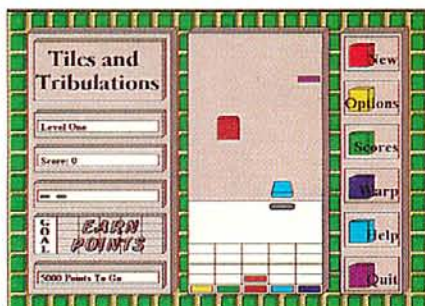 Tiles and
Tribulations
Level One
Score: 0
GOAL
EARN
POINTS
5000 Points To Go
New
Options
Scores
Warp
Help
Quit